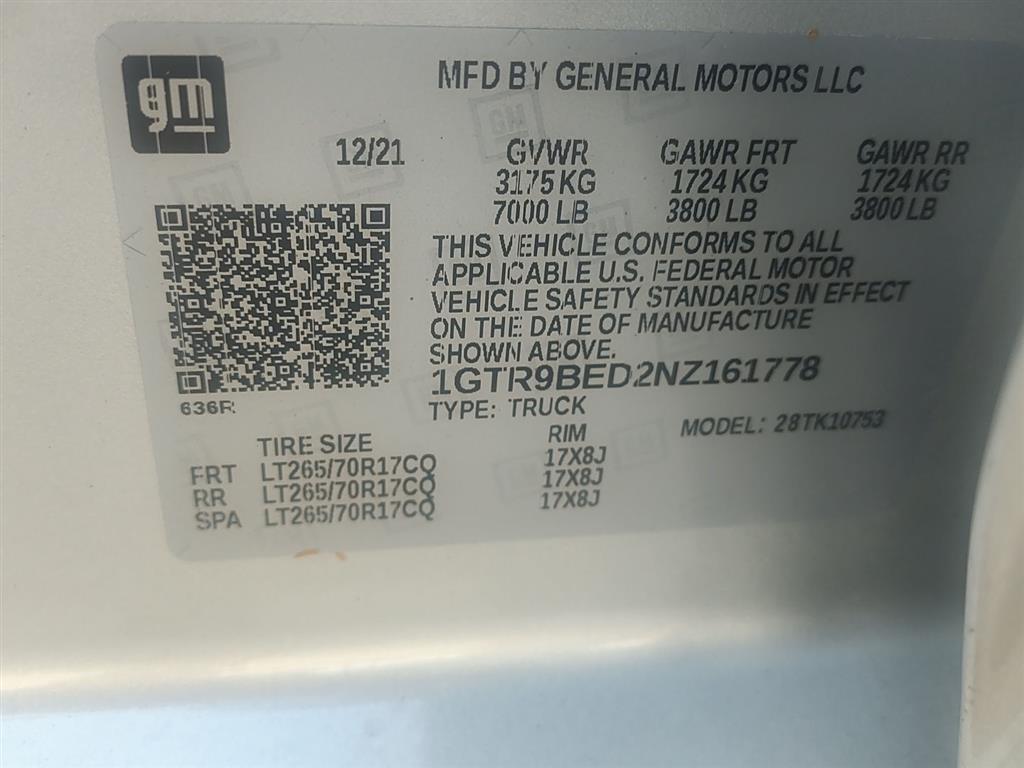 gm
MFD BY GENERAL MOTORS LLC
12/21 GVWR GAWR FRT GAWR RR
3175 KG 1724 KG 1724 KG
7000 LB 3800 LB 3800 LB
THIS VEHICLE CONFORMS TO ALL
APPLICABLE U.S. FEDERAL MOTOR
VEHICLE SAFETY STANDARDS IN EFFECT
ON THE DATE OF MANUFACTURE
SHOWN ABOVE.
1GTR9BED2NZ161778
636R
TYPE: TRUCK MODEL: 28TK10753
TIRE SIZE RIM
FRT LT265/70R17CQ 17X8J
RR LT265/70R17CQ 17X8J
SPA LT265/70R17CQ 17X8J